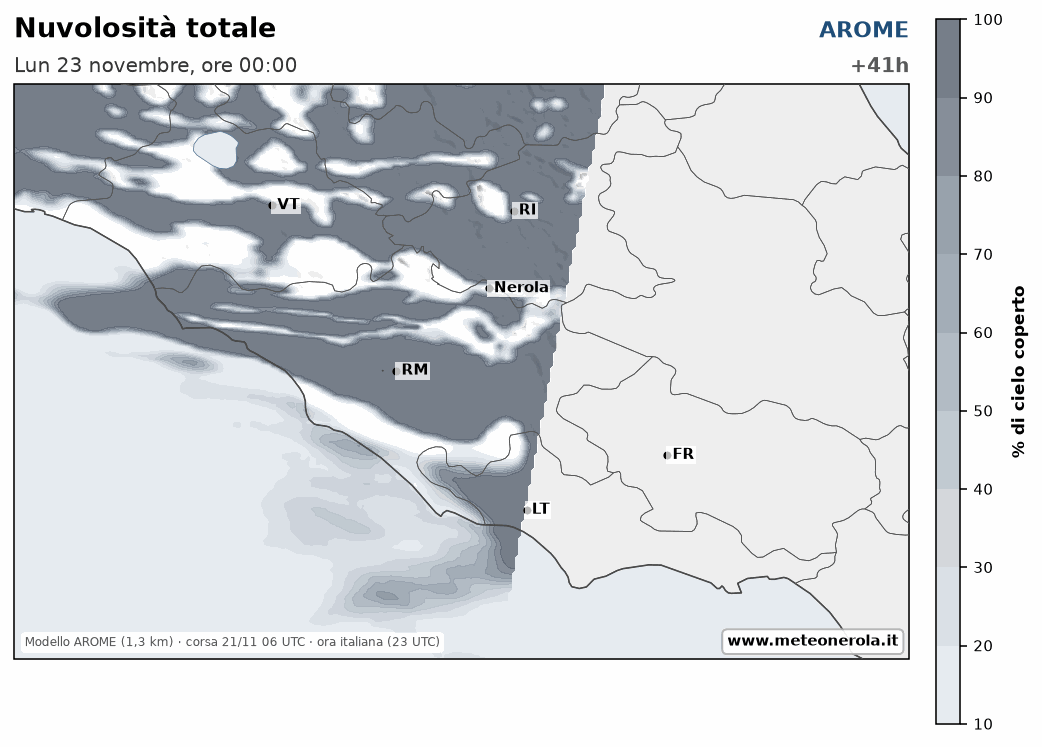 Nuvolosità totale
AROME
Lun 23 novembre, ore 00:00
+41h
100
90
80
70
60
50
40
30
20
10
% di cielo coperto
VT
RI
Nerola
RM
FR
LT
Modello AROME (1,3 km) · corsa 21/11 06 UTC · ora italiana (23 UTC)
www.meteonerola.it